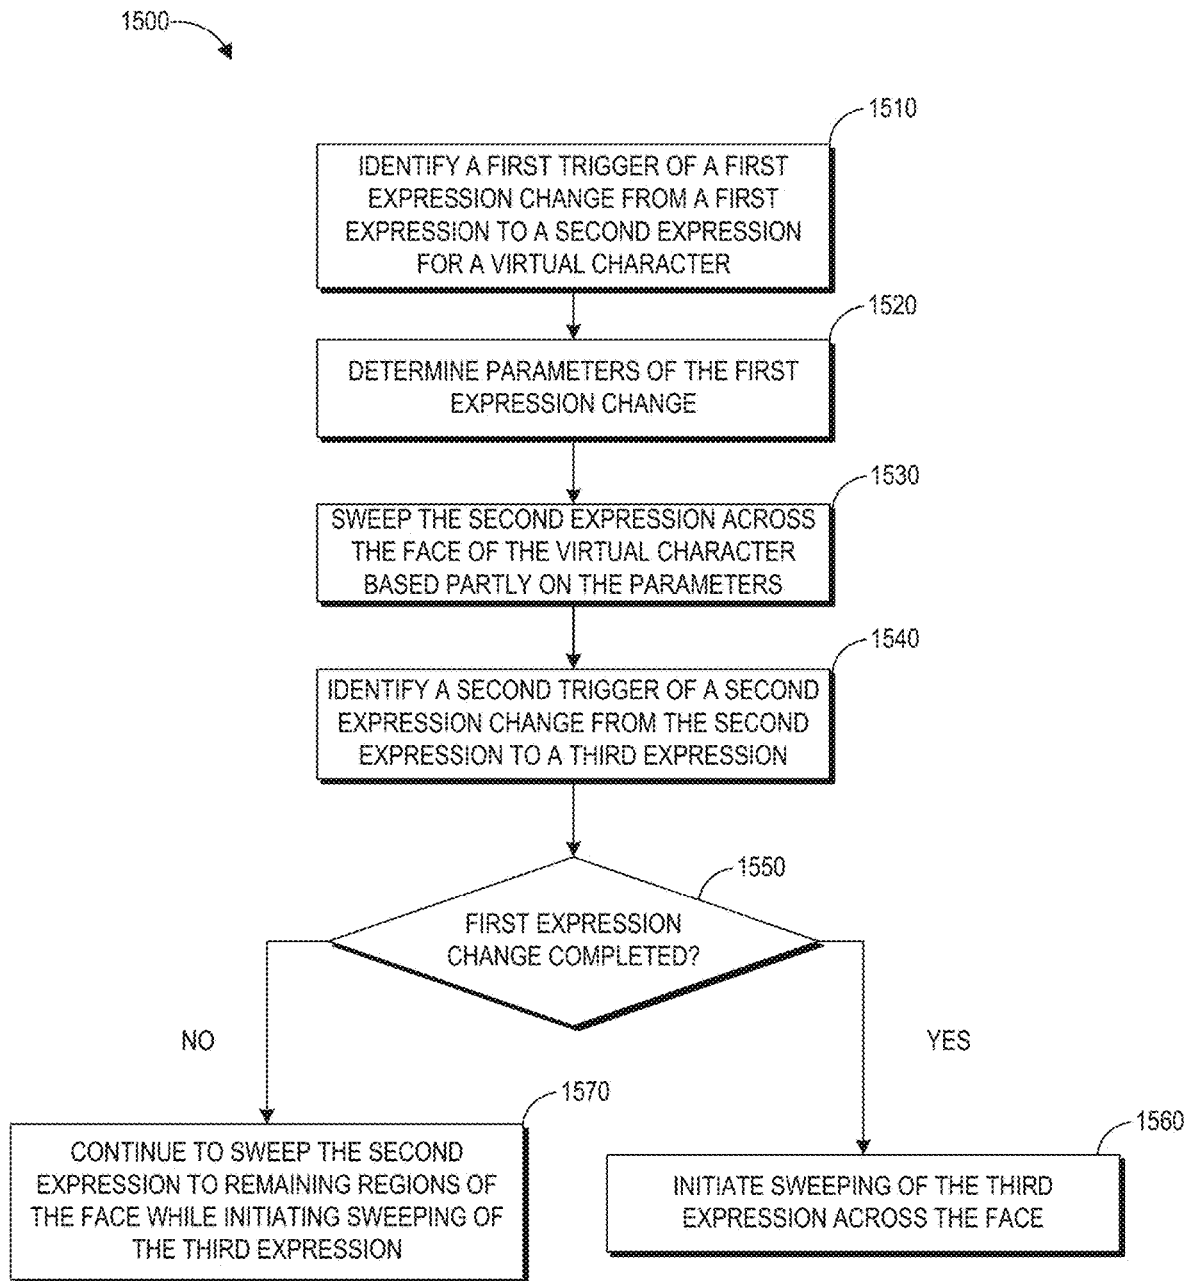 1500
1510
IDENTIFY A FIRST TRIGGER OF A FIRST
EXPRESSION CHANGE FROM A FIRST
EXPRESSION TO A SECOND EXPRESSION
FOR A VIRTUAL CHARACTER
1520
DETERMINE PARAMETERS OF THE FIRST
EXPRESSION CHANGE
1530
SWEEP THE SECOND EXPRESSION ACROSS
THE FACE OF THE VIRTUAL CHARACTER
BASED PARTLY ON THE PARAMETERS
1540
IDENTIFY A SECOND TRIGGER OF A SECOND
EXPRESSION CHANGE FROM THE SECOND
EXPRESSION TO A THIRD EXPRESSION
1550
FIRST EXPRESSION
CHANGE COMPLETED?
NO
YES
1570
CONTINUE TO SWEEP THE SECOND
EXPRESSION TO REMAINING REGIONS OF
THE FACE WHILE INITIATING SWEEPING OF
THE THIRD EXPRESSION
1560
INITIATE SWEEPING OF THE THIRD
EXPRESSION ACROSS THE FACE